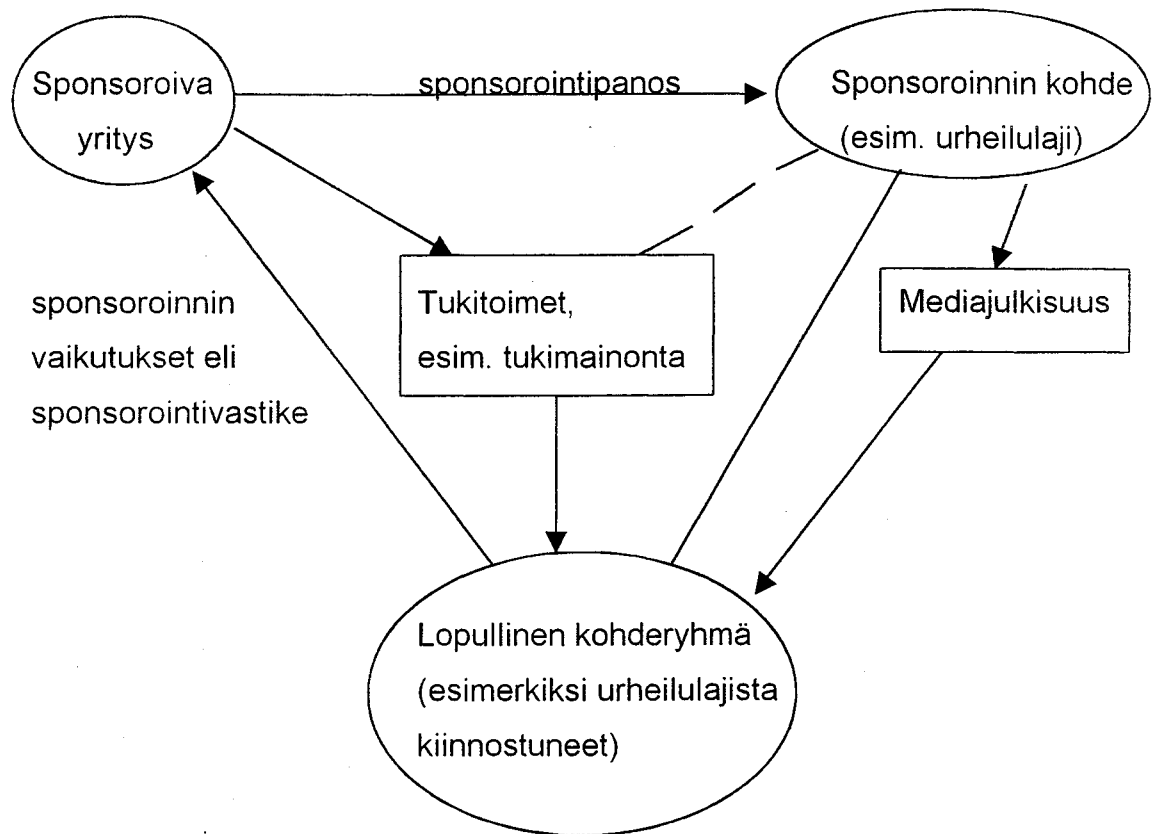 Sponsoroiva
yritys
sponsorointipanos
Sponsoroinnin kohde
(esim. urheilulaji)
sponsoroinnin
vaikutukset eli
sponsorointivastike
Tukitoimet,
esim. tukimainonta
Mediajulkisuus
Lopullinen kohderyhmä
(esimerkiksi urheilulajista
kiinnostuneet)